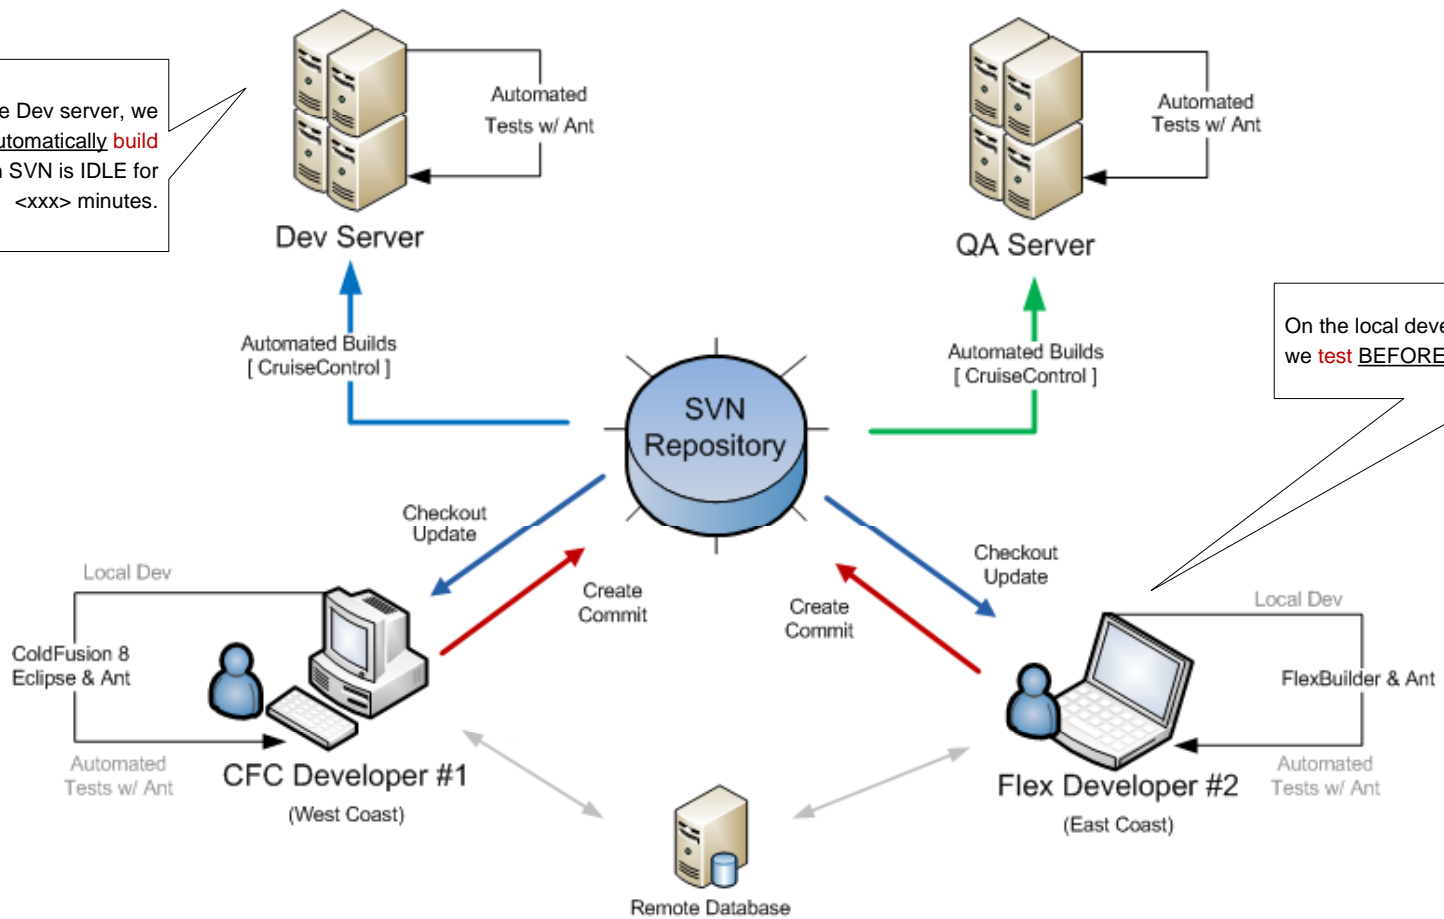 e Dev server, we
utomatically build
SVN is IDLE for
<xxx> minutes.
Automated
Tests w/ Ant
Dev Server
Automated
Tests w/ Ant
QA Server
Automated Builds
[ CruiseControl ]
Automated Builds
[ CruiseControl ]
On the local deve
we test BEFORE
SVN
Repository
Checkout
Update
Create
Commit
Checkout
Update
Create
Commit
Local Dev
ColdFusion 8
Eclipse & Ant
Automated
Tests w/ Ant
CFC Developer #1
(West Coast)
Local Dev
FlexBuilder & Ant
Automated
Tests w/ Ant
Flex Developer #2
(East Coast)
Remote Database